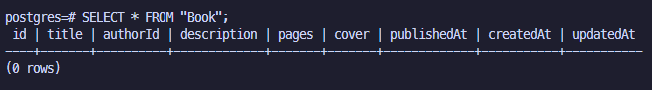 postgres=# SELECT * FROM "Book";
 id | title | authorId | description | pages | cover | publishedAt | createdAt | updatedAt
----+-------+----------+-------------+-------+-------+-------------+-----------+-----------
(0 rows)